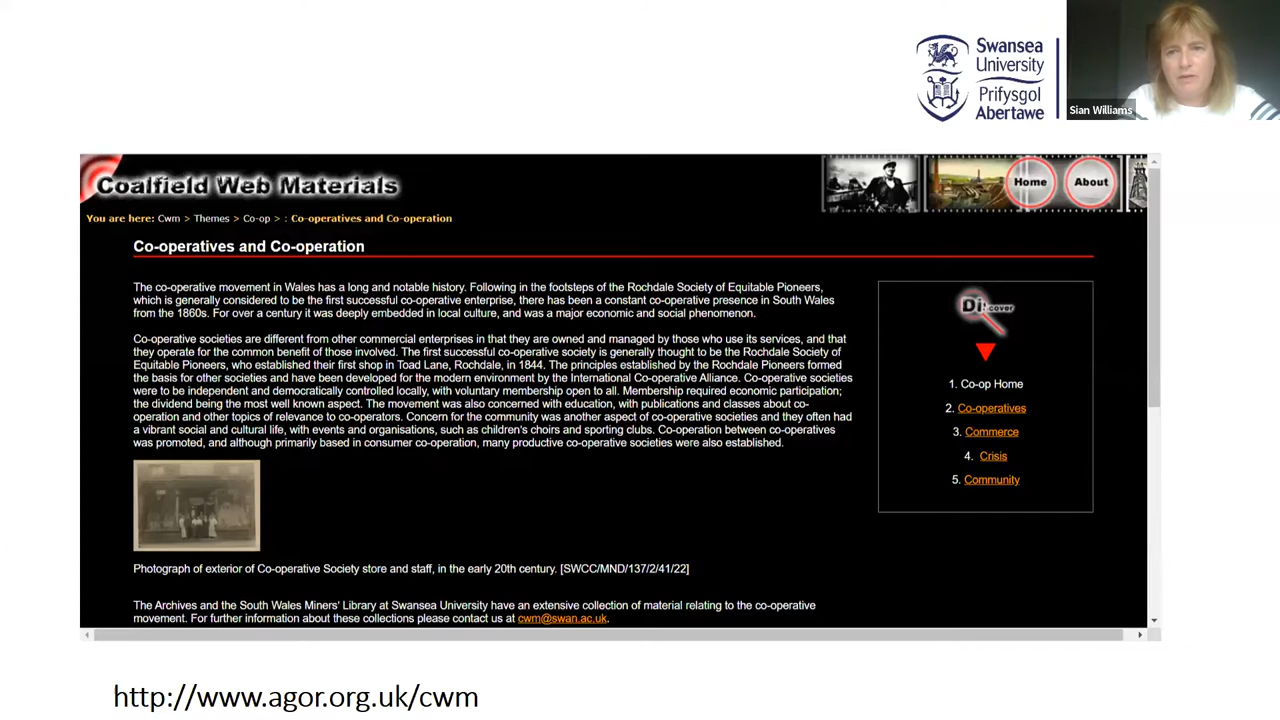 Swansea
University
Prifysgol
Abertawe
Sian Williams
Coalfield Web Materials
Home
About
You are here: Cwm > Themes > Co-op > : Co-operatives and Co-operation
Co-operatives and Co-operation
The co-operative movement in Wales has a long and notable history. Following in the footsteps of the Rochdale Society of Equitable Pioneers,
which is generally considered to be the first successful co-operative enterprise, there has been a constant co-operative presence in South Wales
from the 1860s. For over a century it was deeply embedded in local culture, and was a major economic and social phenomenon.
Co-operative societies are different from other commercial enterprises in that they are owned and managed by those who use its services, and that
they operate for the common benefit of those involved. The first successful co-operative society is generally thought to be the Rochdale Society of
Equitable Pioneers, who established their first shop in Toad Lane, Rochdale, in 1844. The principles established by the Rochdale Pioneers formed
the basis for other societies and have been developed for the modern environment by the International Co-operative Alliance. Co-operative societies
were to be independent and democratically controlled locally, with voluntary membership open to all. Membership required economic participation;
the dividend being the most well known aspect. The movement was also concerned with education, with publications and classes about co-
operation and other topics of relevance to co-operators. Concern for the community was another aspect of co-operative societies and they often had
a vibrant social and cultural life, with events and organisations, such as children's choirs and sporting clubs. Co-operation between co-operatives
was promoted, and although primarily based in consumer co-operation, many productive co-operative societies were also established.
Photograph of exterior of Co-operative Society store and staff, in the early 20th century. [SWCC/MND/137/2/41/22]
The Archives and the South Wales Miners' Library at Swansea University have an extensive collection of material relating to the co-operative
movement. For further information about these collections please contact us at cwm@swan.ac.uk.
Discover
1. Co-op Home
2. Co-operatives
3. Commerce
4. Crisis
5. Community
http://www.agor.org.uk/cwm